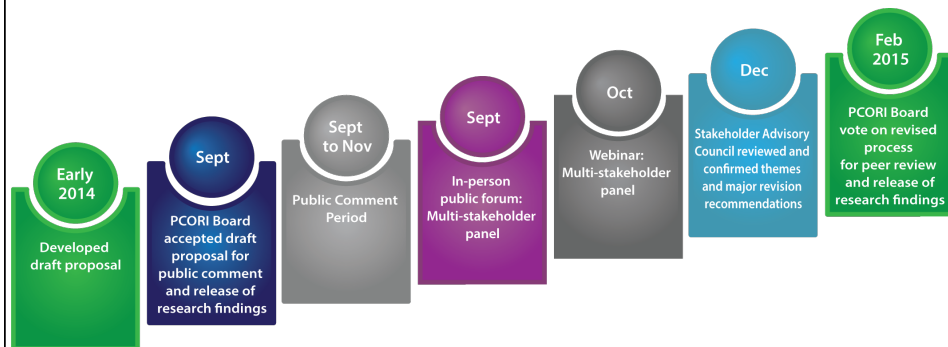 Early
2014
Developed
draft proposal
Sept
PCORI Board
accepted draft
proposal for
public comment
and release of
research findings
Sept
to Nov
Public Comment
Period
Sept
In-person
public forum:
Multi-stakeholder
panel
Oct
Webinar:
Multi-stakeholder
panel
Dec
Stakeholder Advisory
Council reviewed and
confirmed themes
and major revision
recommendations
Feb
2015
PCORI Board
vote on revised
process
for peer review
and release of
research findings